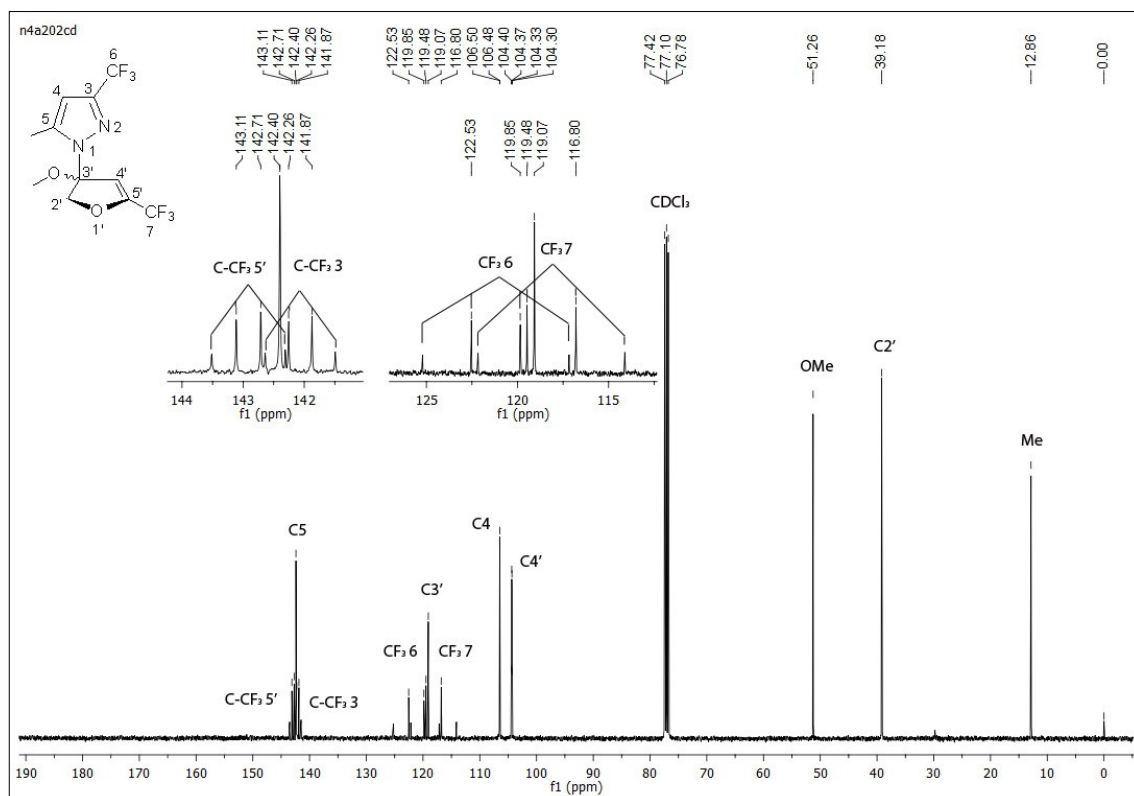 n4a202cd
143.11
142.71
142.40
142.26
141.87
122.53
119.85
119.48
119.07
116.80
106.50
106.48
104.40
104.37
104.33
104.30
77.42
77.10
76.78
51.26
39.18
12.86
0.00
6
CF₃
4
3
5
N2
N
1
3'
4'
O
5'
2'
O
1'
CF₃
7
143.11
142.71
142.40
142.26
141.87
C-CF₃ 5'
C-CF₃ 3
144
143
142
f1 (ppm)
122.53
119.85
119.48
119.07
116.80
CF₃ 6
CF₃ 7
125
120
115
f1 (ppm)
CDCl₃
OMe
C2'
Me
C5
C4
C4'
C3'
CF₃ 6
CF₃ 7
C-CF₃ 5'
C-CF₃ 3
190 180 170 160 150 140 130 120 110 100 90 80 70 60 50 40 30 20 10 0
f1 (ppm)